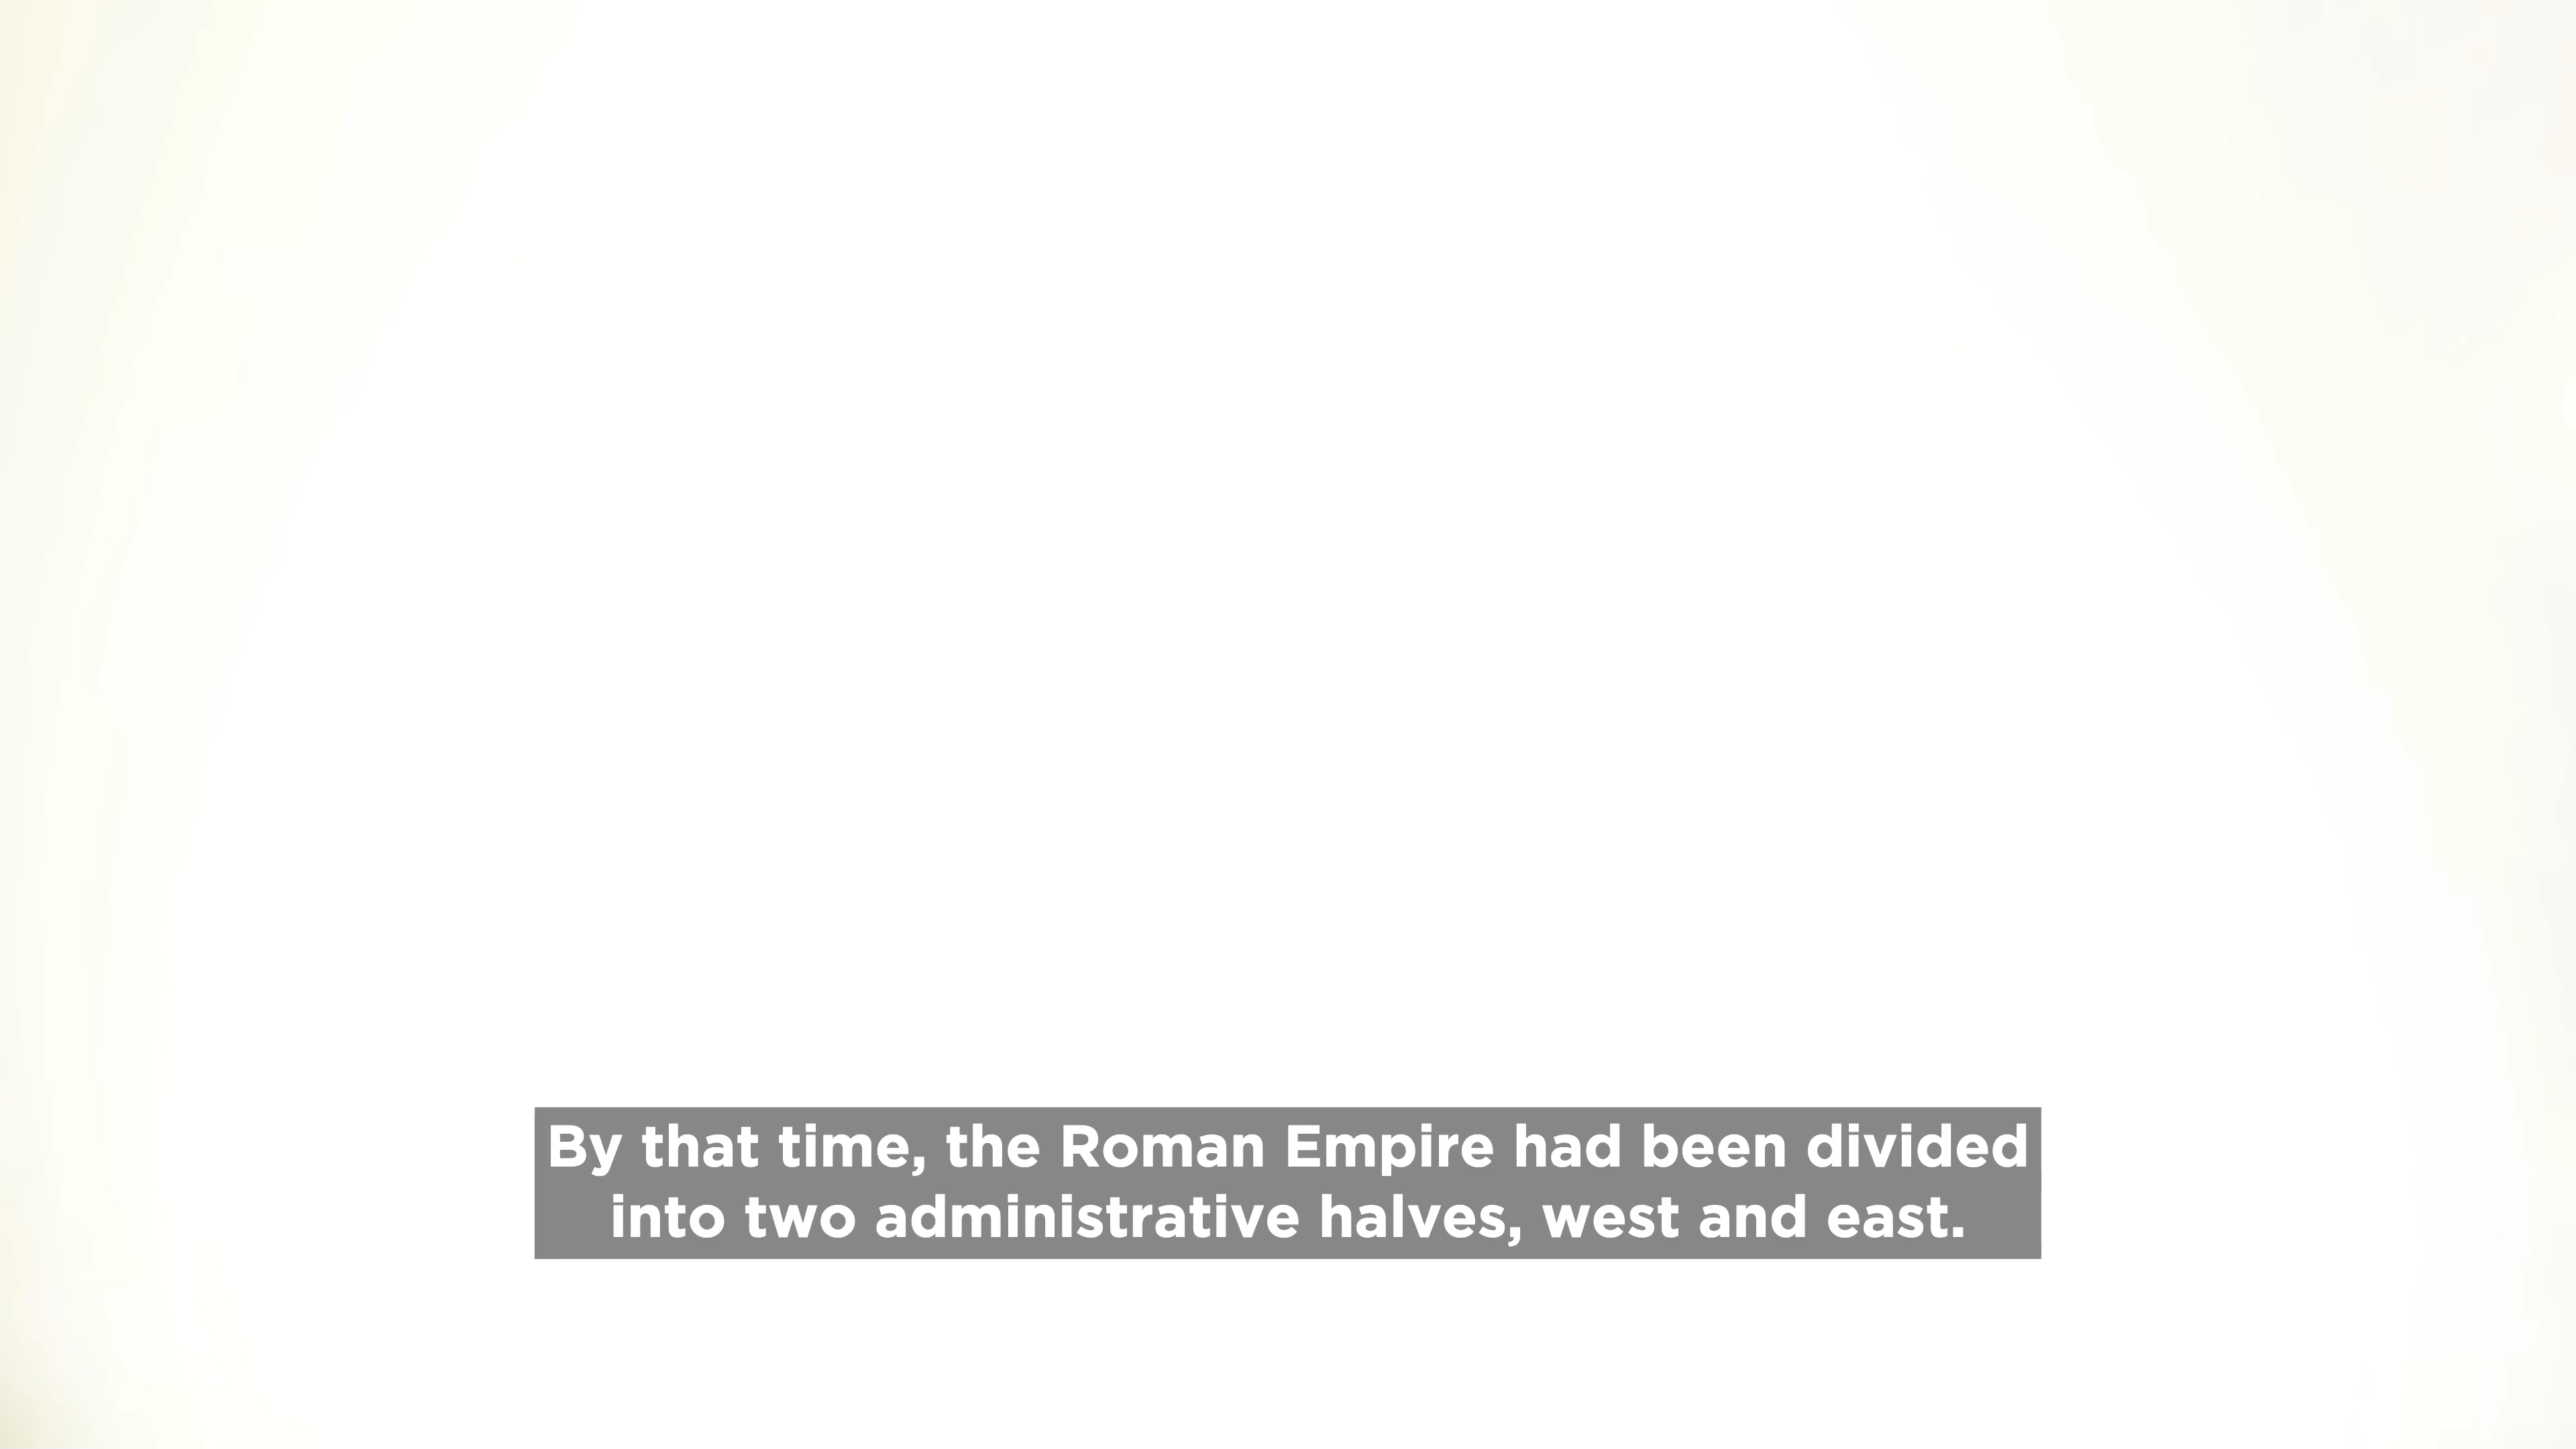 By that time, the Roman Empire had been divided
into two administrative halves, west and east.